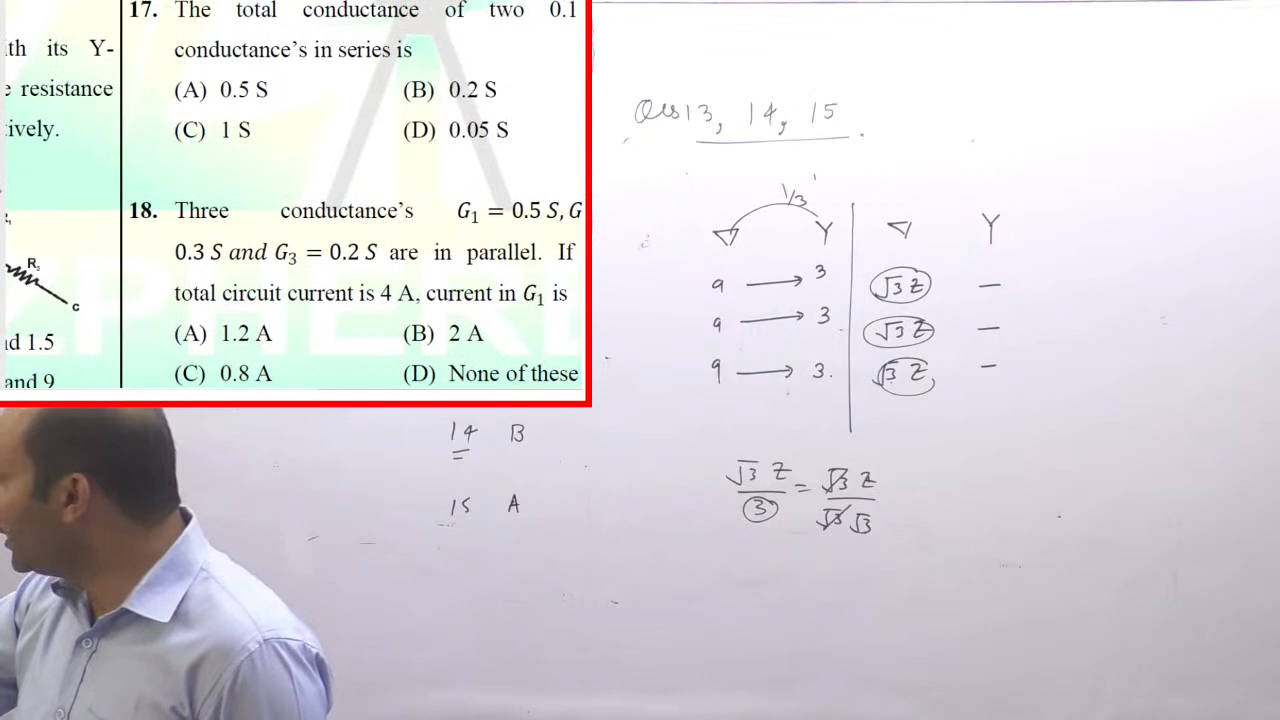 ith its Y-
e resistance
ively.
R
R
c
id 1.5
and 9
17. The total conductance of two 0.1
conductance's in series is
(A) 0.5 S (B) 0.2 S
(C) 1 S (D) 0.05 S
18. Three conductance's G₁ = 0.5 S, G
0.3 S and G₃ = 0.2 S are in parallel. If
total circuit current is 4 A, current in G₁ is
(A) 1.2 A (B) 2 A
(C) 0.8 A (D) None of these
14 B
15 A
Que13, 14, 15
1/3
Y Y
9 → 3 √3 Z —
9 → 3 √3 Z —
9 → 3. √3 Z —
√3 Z / 3 = √3 Z / √3 √3